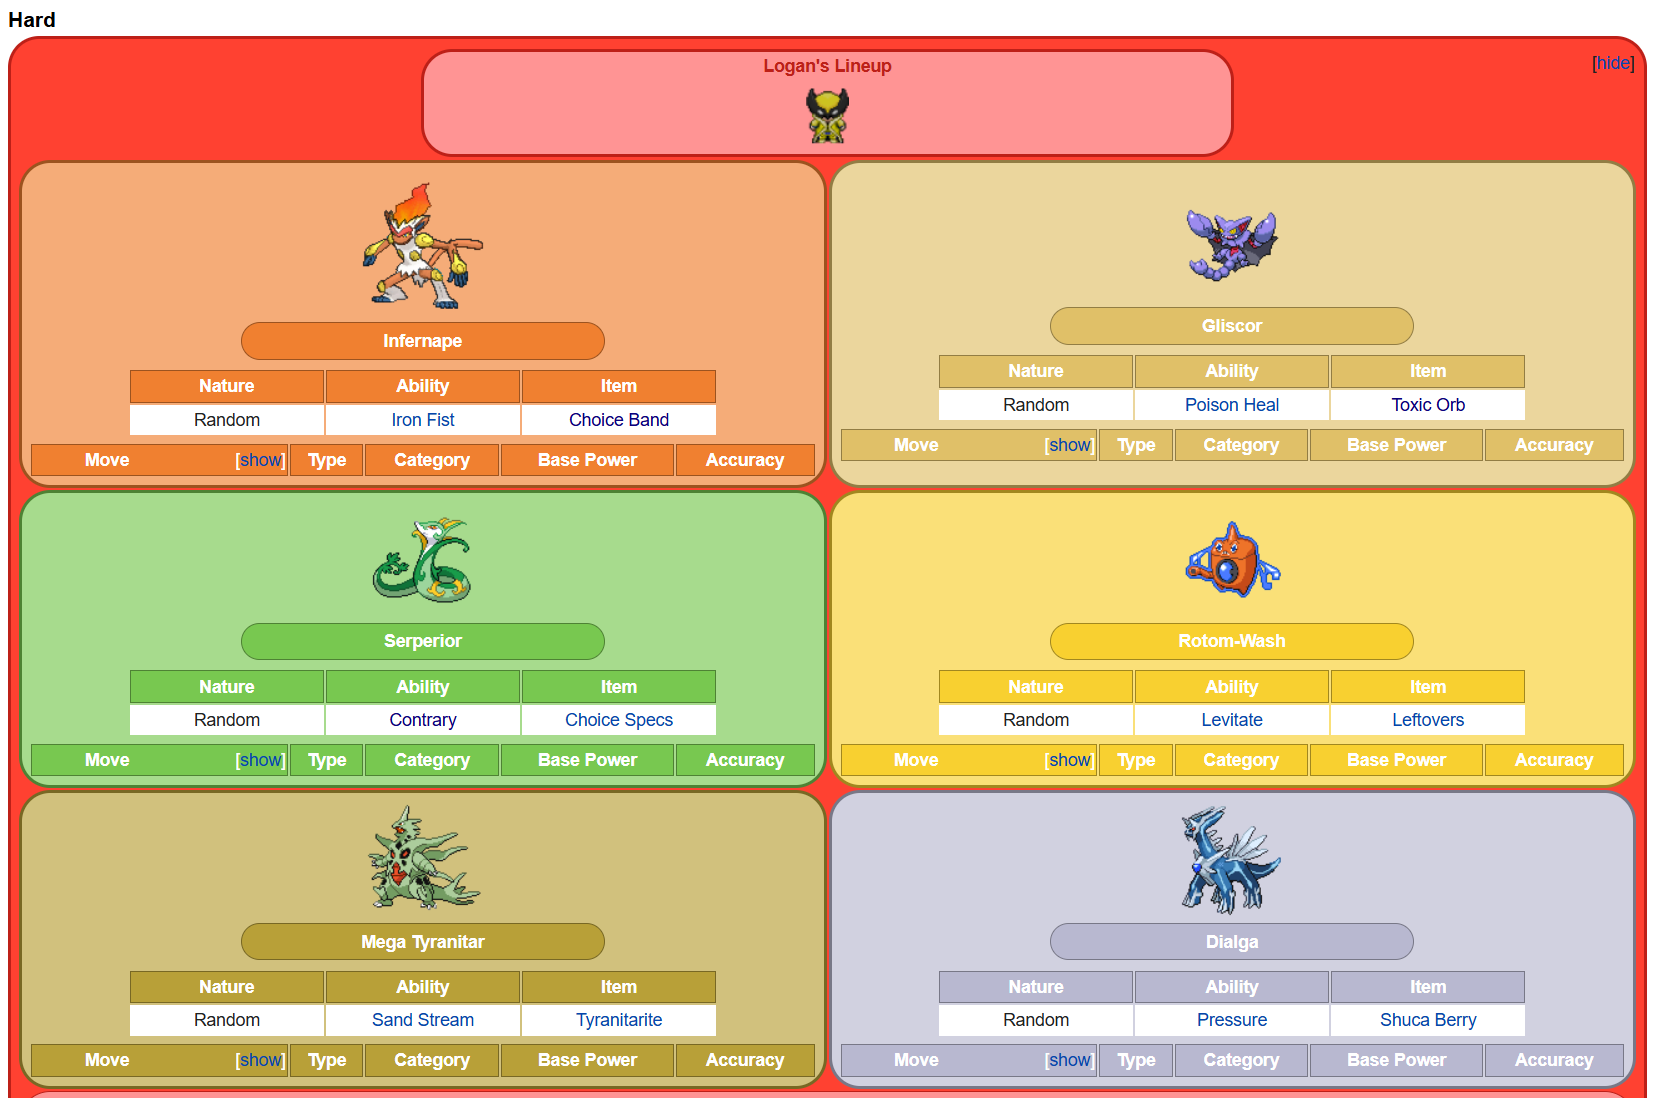 Hard
Logan's Lineup
[hide]
Infernape
Nature Ability Item
Random Iron Fist Choice Band
Move [show] Type Category Base Power Accuracy
Gliscor
Nature Ability Item
Random Poison Heal Toxic Orb
Move [show] Type Category Base Power Accuracy
Serperior
Nature Ability Item
Random Contrary Choice Specs
Move [show] Type Category Base Power Accuracy
Rotom-Wash
Nature Ability Item
Random Levitate Leftovers
Move [show] Type Category Base Power Accuracy
Mega Tyranitar
Nature Ability Item
Random Sand Stream Tyranitarite
Move [show] Type Category Base Power Accuracy
Dialga
Nature Ability Item
Random Pressure Shuca Berry
Move [show] Type Category Base Power Accuracy